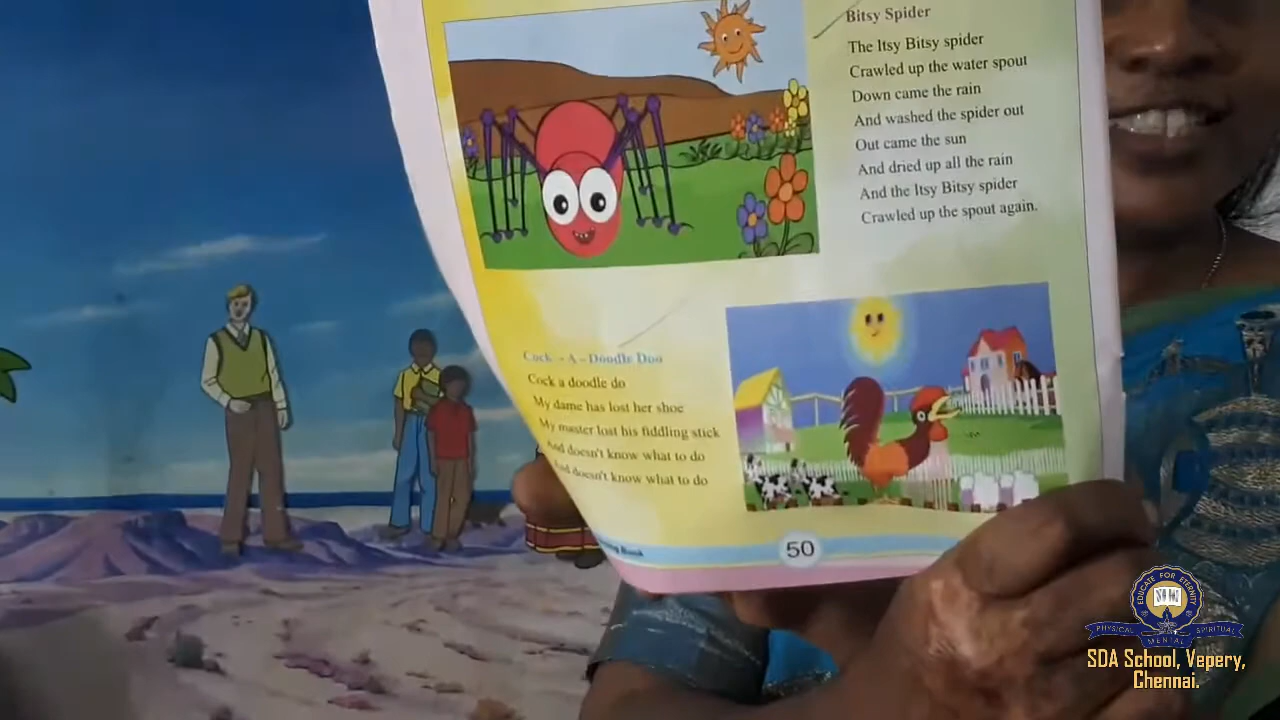 Bitsy Spider
The Itsy Bitsy spider
Crawled up the water spout
Down came the rain
And washed the spider out
Out came the sun
And dried up all the rain
And the Itsy Bitsy spider
Crawled up the spout again.
Cock - A - Doodle Doo
Cock a doodle do
My dame has lost her shoe
My master lost his fiddling stick
And doesn't know what to do
And doesn't know what to do
Book
50
EDUCATE FOR ETERNITY
PHYSICAL MENTAL SPIRITUAL
SDA School, Vepery,
Chennai.